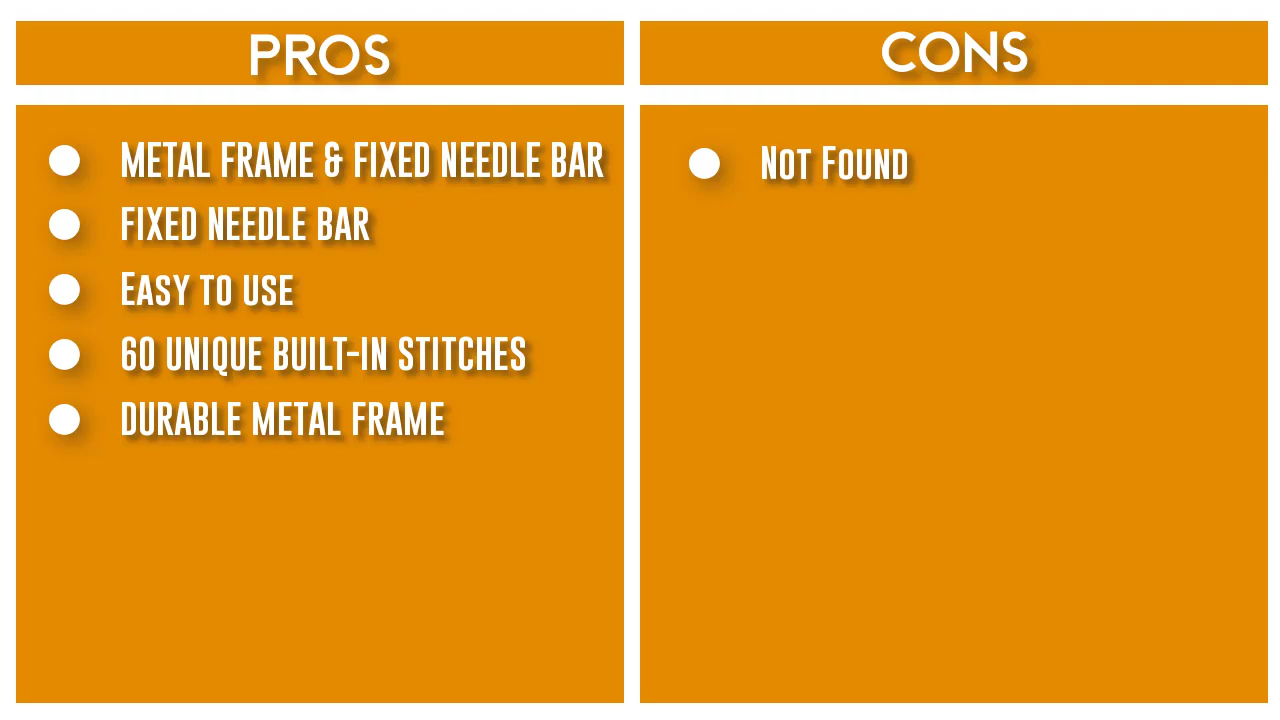 PROS
METAL FRAME & FIXED NEEDLE BAR
FIXED NEEDLE BAR
EASY TO USE
60 UNIQUE BUILT-IN STITCHES
DURABLE METAL FRAME
CONS
NOT FOUND